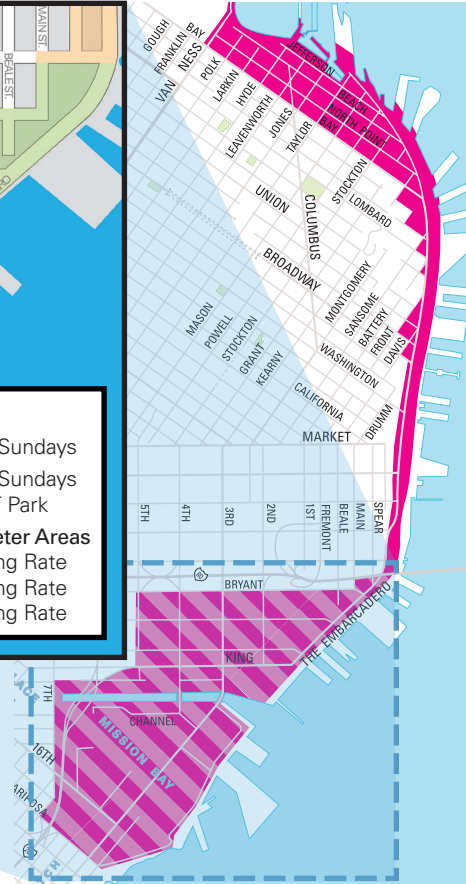 MAIN ST.
BEALE ST.
Sundays
Sundays
Park
eter Areas
ng Rate
ng Rate
ng Rate
GOUGH
FRANKLIN
VAN NESS
BAY
POLK
LARKIN
HYDE
LEAVENWORTH
JONES
TAYLOR
JEFFERSON
BEACH
NORTH POINT
BAY
STOCKTON
LOMBARD
UNION
COLUMBUS
BROADWAY
MONTGOMERY
SANSOME
BATTERY
FRONT
DAVIS
MASON
POWELL
STOCKTON
GRANT
KEARNY
WASHINGTON
CALIFORNIA
DRUMM
MARKET
5TH
4TH
3RD
2ND
1ST
FREMONT
BEALE
MAIN
SPEAR
80
BRYANT
THE EMBARCADERO
KING
7TH
CHANNEL
MISSION BAY
16TH
ARIPOSA